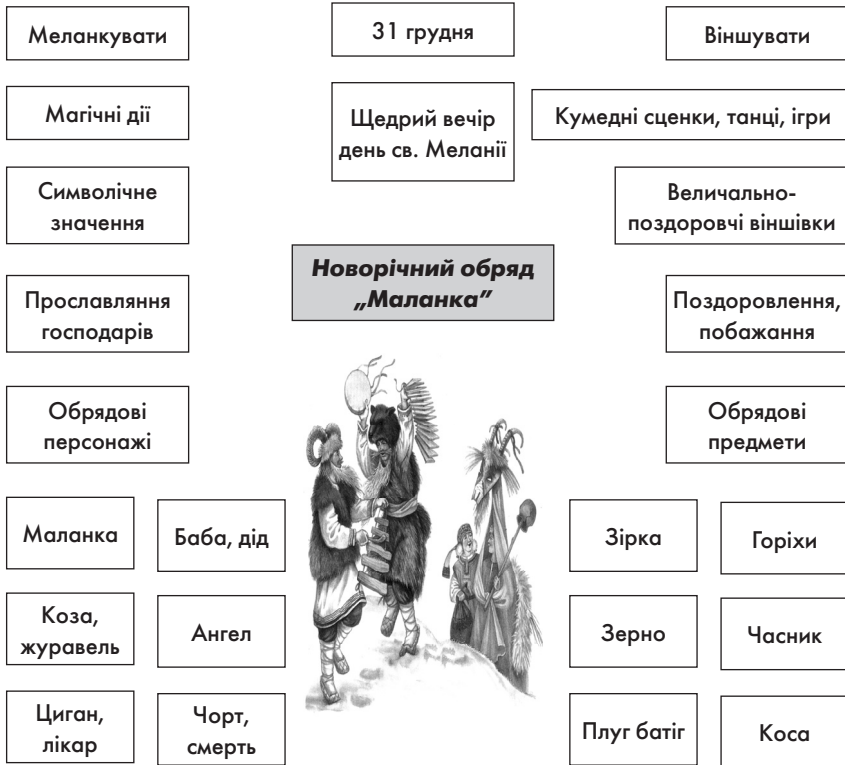 Меланкувати
31 грудня
Віншувати
Магічні дії
Щедрий вечір
день св. Меланії
Кумедні сценки, танці, ігри
Символічне
значення
Величально-
поздоровчі віншівки
Новорічний обряд
„Маланка”
Прославляння
господарів
Поздоровлення,
побажання
Обрядові
персонажі
Обрядові
предмети
Маланка
Баба, дід
Зірка
Горіхи
Коза,
журавель
Ангел
Зерно
Часник
Циган,
лікар
Чорт,
смерть
Плуг батіг
Коса